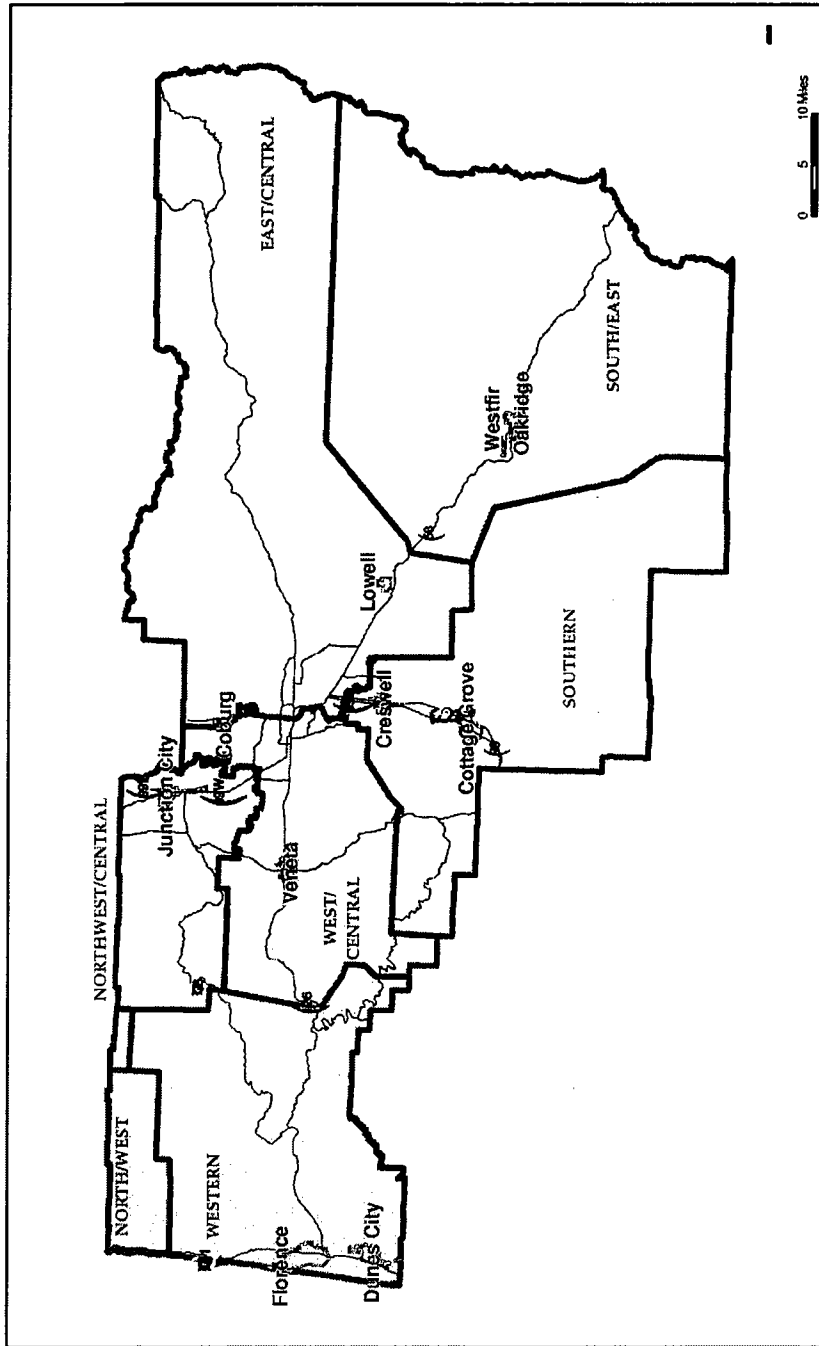 NORTHWEST/CENTRAL
NORTH/WEST
WESTERN
Florence
Dunes City
Junction City
Coburg
Veneta
WEST/
CENTRAL
Creswell
Cottage Grove
Lowell
EAST/CENTRAL
Westfir
Oakridge
SOUTH/EAST
SOUTHERN
58
0 5 10 Miles